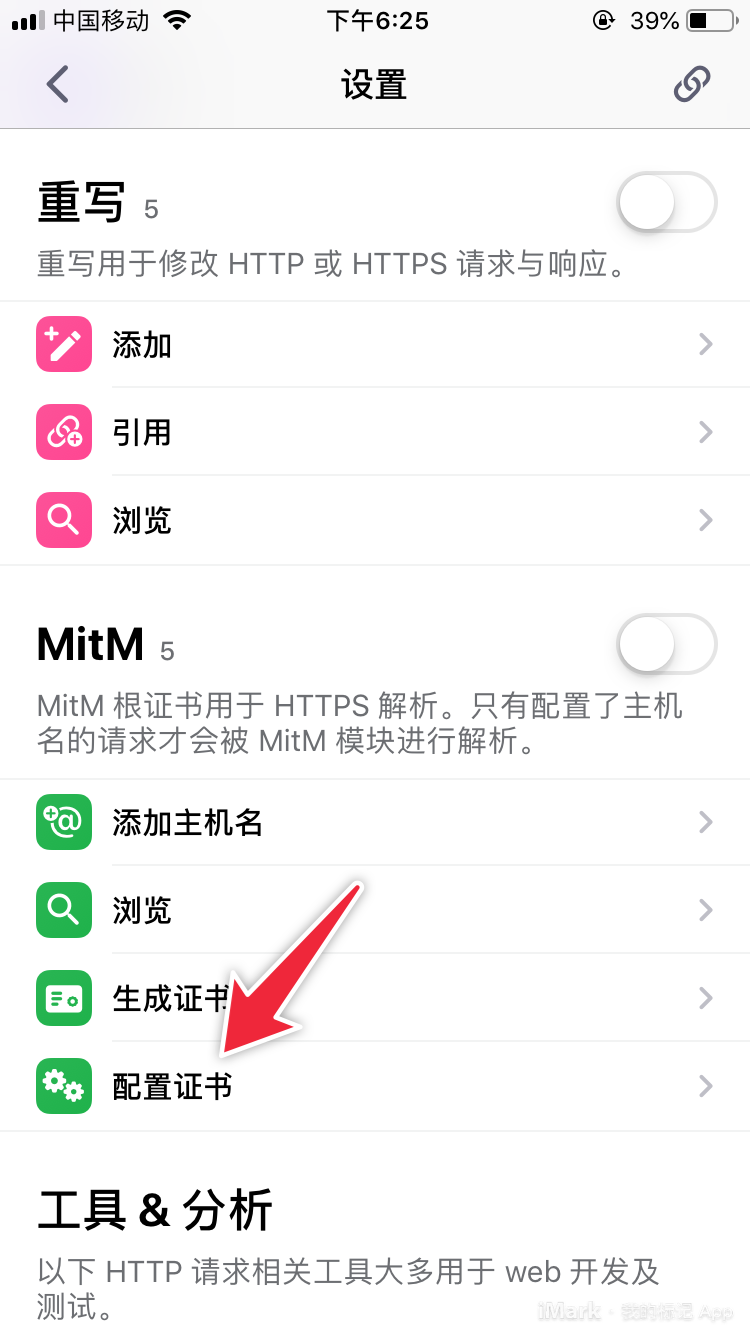 中国移动 下午6:25 39%
设置
重写 5
重写用于修改 HTTP 或 HTTPS 请求与响应。
添加
引用
浏览
MitM 5
MitM 根证书用于 HTTPS 解析。只有配置了主机
名的请求才会被 MitM 模块进行解析。
添加主机名
浏览
生成证书
配置证书
工具 & 分析
以下 HTTP 请求相关工具大多用于 web 开发及
测试。
iMark · 我的标记 App